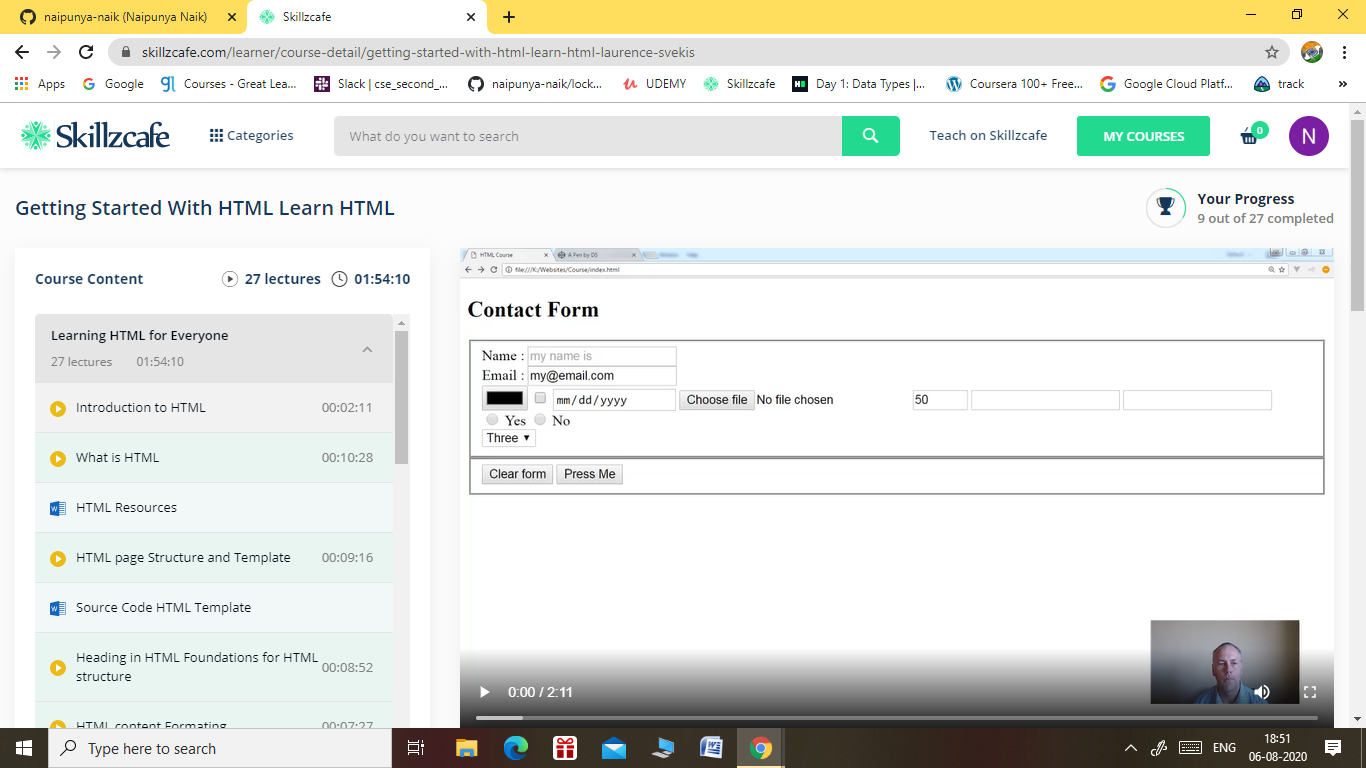 naipunya-naik (Naipunya Naik)
Skillzcafe
skillzcafe.com/learner/course-detail/getting-started-with-html-learn-html-laurence-svekis
Apps Google Courses - Great Lea... Slack | cse_second_... naipunya-naik/lock... UDEMY Skillzcafe Day 1: Data Types |... Coursera 100+ Free... Google Cloud Platf... track »
Skillzcafe Categories What do you want to search Teach on Skillzcafe MY COURSES 0 N
Getting Started With HTML Learn HTML
Your Progress
9 out of 27 completed
Course Content 27 lectures 01:54:10
Learning HTML for Everyone
27 lectures 01:54:10
Introduction to HTML 00:02:11
What is HTML 00:10:28
HTML Resources
HTML page Structure and Template 00:09:16
Source Code HTML Template
Heading in HTML Foundations for HTML structure 00:08:52
HTML content Formating 00:07:27
HTML Course A Pen by DS
file:///K:/Websites/Course/index.html
Contact Form
Name : my name is
Email : my@email.com
mm/dd/yyyy Choose file No file chosen 50
Yes No
Three
Clear form Press Me
0:00 / 2:11
Type here to search
ENG
18:51
06-08-2020